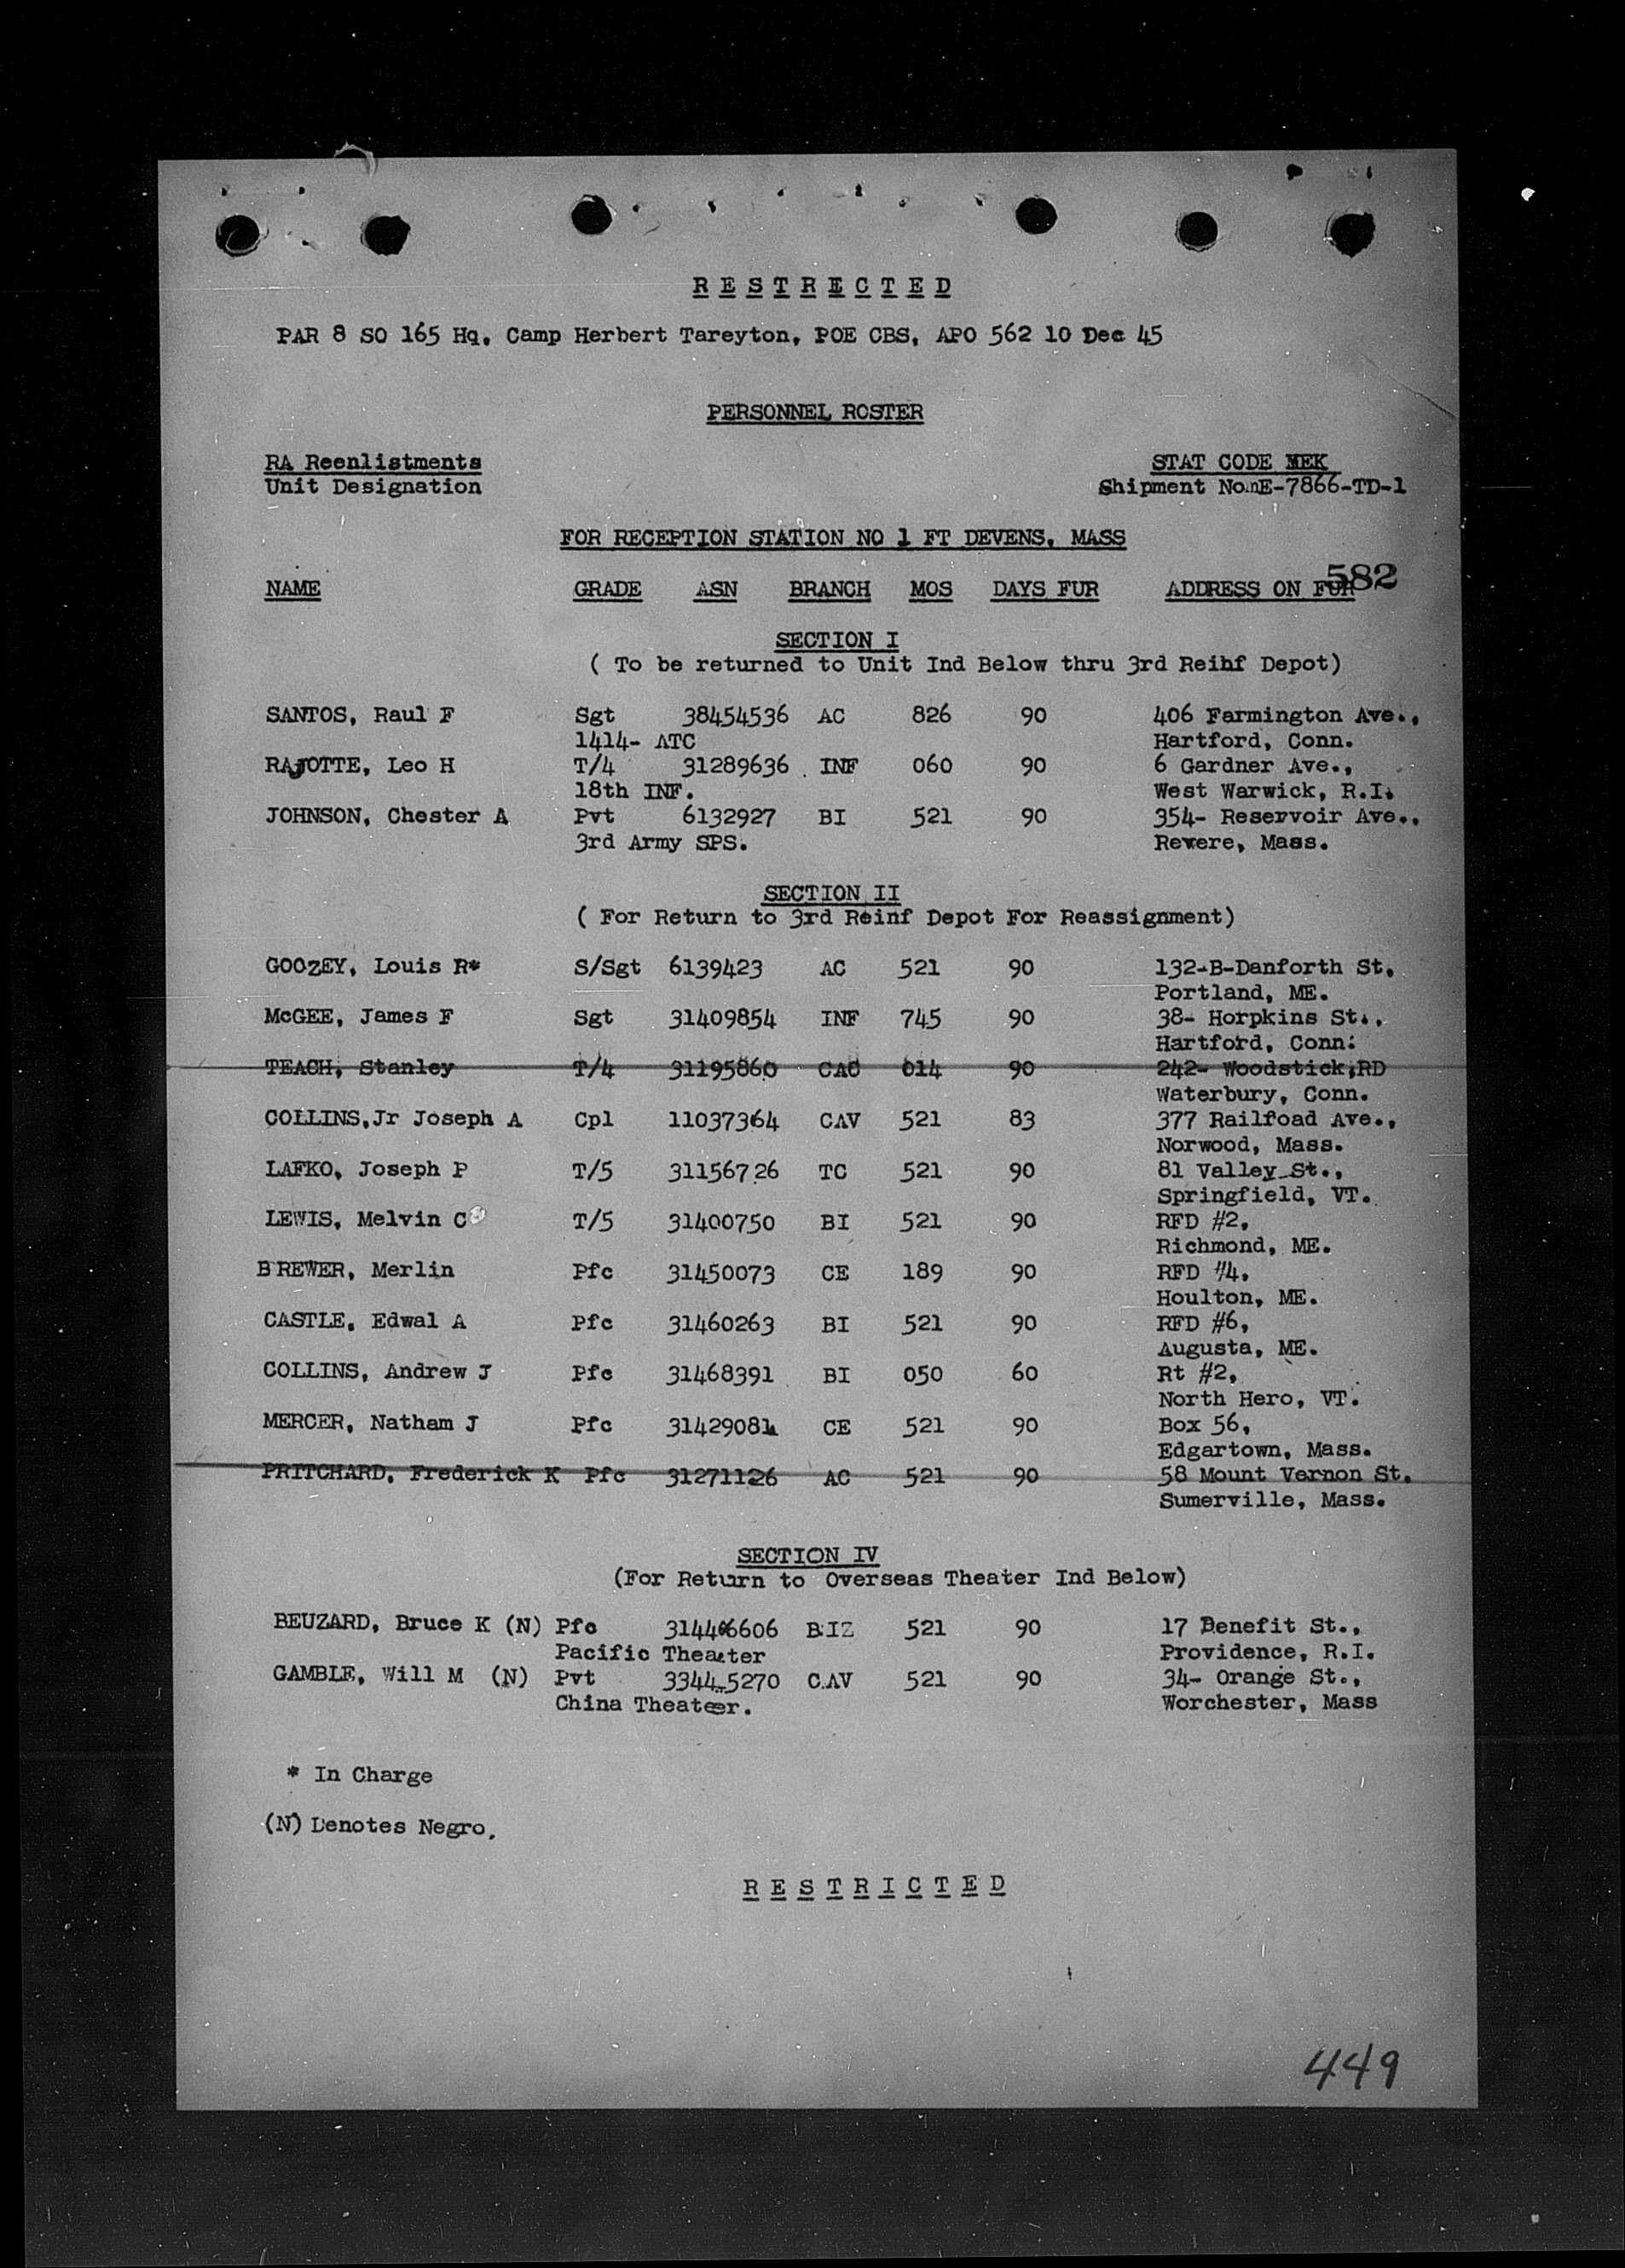 RESTRECTED
PAR 8 SO 165 Hq. Camp Herbert Tareyton, POE CBS, APO 562 10 Dec 45
PERSONNEL ROSTER
RA Reenlistments STAT CODE MEK
Unit Designation Shipment No.nE-7866-TD-1
FOR RECEPTION STATION NO 1 FT DEVENS, MASS
582
NAME GRADE ASN BRANCH MOS DAYS FUR ADDRESS ON FUR
SECTION I
( To be returned to Unit Ind Below thru 3rd Reihf Depot)
SANTOS, Raul F Sgt 38454536 AC 826 90 406 Farmington Ave.,
1414- ATC Hartford, Conn.
RAJOTTE, Leo H T/4 31289636 INF 060 90 6 Gardner Ave.,
18th INF. West Warwick, R.I.
JOHNSON, Chester A Pvt 6132927 BI 521 90 354- Reservoir Ave.,
3rd Army SPS. Revere, Mass.
SECTION II
( For Return to 3rd Reinf Depot For Reassignment)
GOOZEY, Louis R* S/Sgt 6139423 AC 521 90 132-B-Danforth St.
Portland, ME.
McGEE, James F Sgt 31409854 INF 745 90 38- Horpkins St.,
Hartford, Conn.
TEACH, Stanley T/4 31195860 CAC 014 90 242- Woodstick,RD
Waterbury, Conn.
COLLINS,Jr Joseph A Cpl 11037364 CAV 521 83 377 Railfoad Ave.,
Norwood, Mass.
LAFKO, Joseph P T/5 31156726 TC 521 90 81 Valley St.,
Springfield, VT.
LEWIS, Melvin C T/5 31400750 BI 521 90 RFD #2,
Richmond, ME.
BREWER, Merlin Pfc 31450073 CE 189 90 RFD #4,
Houlton, ME.
CASTLE, Edwal A Pfc 31460263 BI 521 90 RFD #6,
Augusta, ME.
COLLINS, Andrew J Pfc 31468391 BI 050 60 Rt #2,
North Hero, VT.
MERCER, Natham J Pfc 31429081 CE 521 90 Box 56,
Edgartown, Mass.
PRITCHARD, Frederick K Pfc 31271126 AC 521 90 58 Mount Vernon St.
Sumerville, Mass.
SECTION IV
(For Return to Overseas Theater Ind Below)
BEUZARD, Bruce K (N) Pfc 31446606 BIZ 521 90 17 Benefit St.,
Pacific Theater Providence, R.I.
GAMBLE, Will M (N) Pvt 33445270 CAV 521 90 34- Orange St.,
China Theateer. Worchester, Mass
* In Charge
(N) Denotes Negro.
RESTRICTED
449